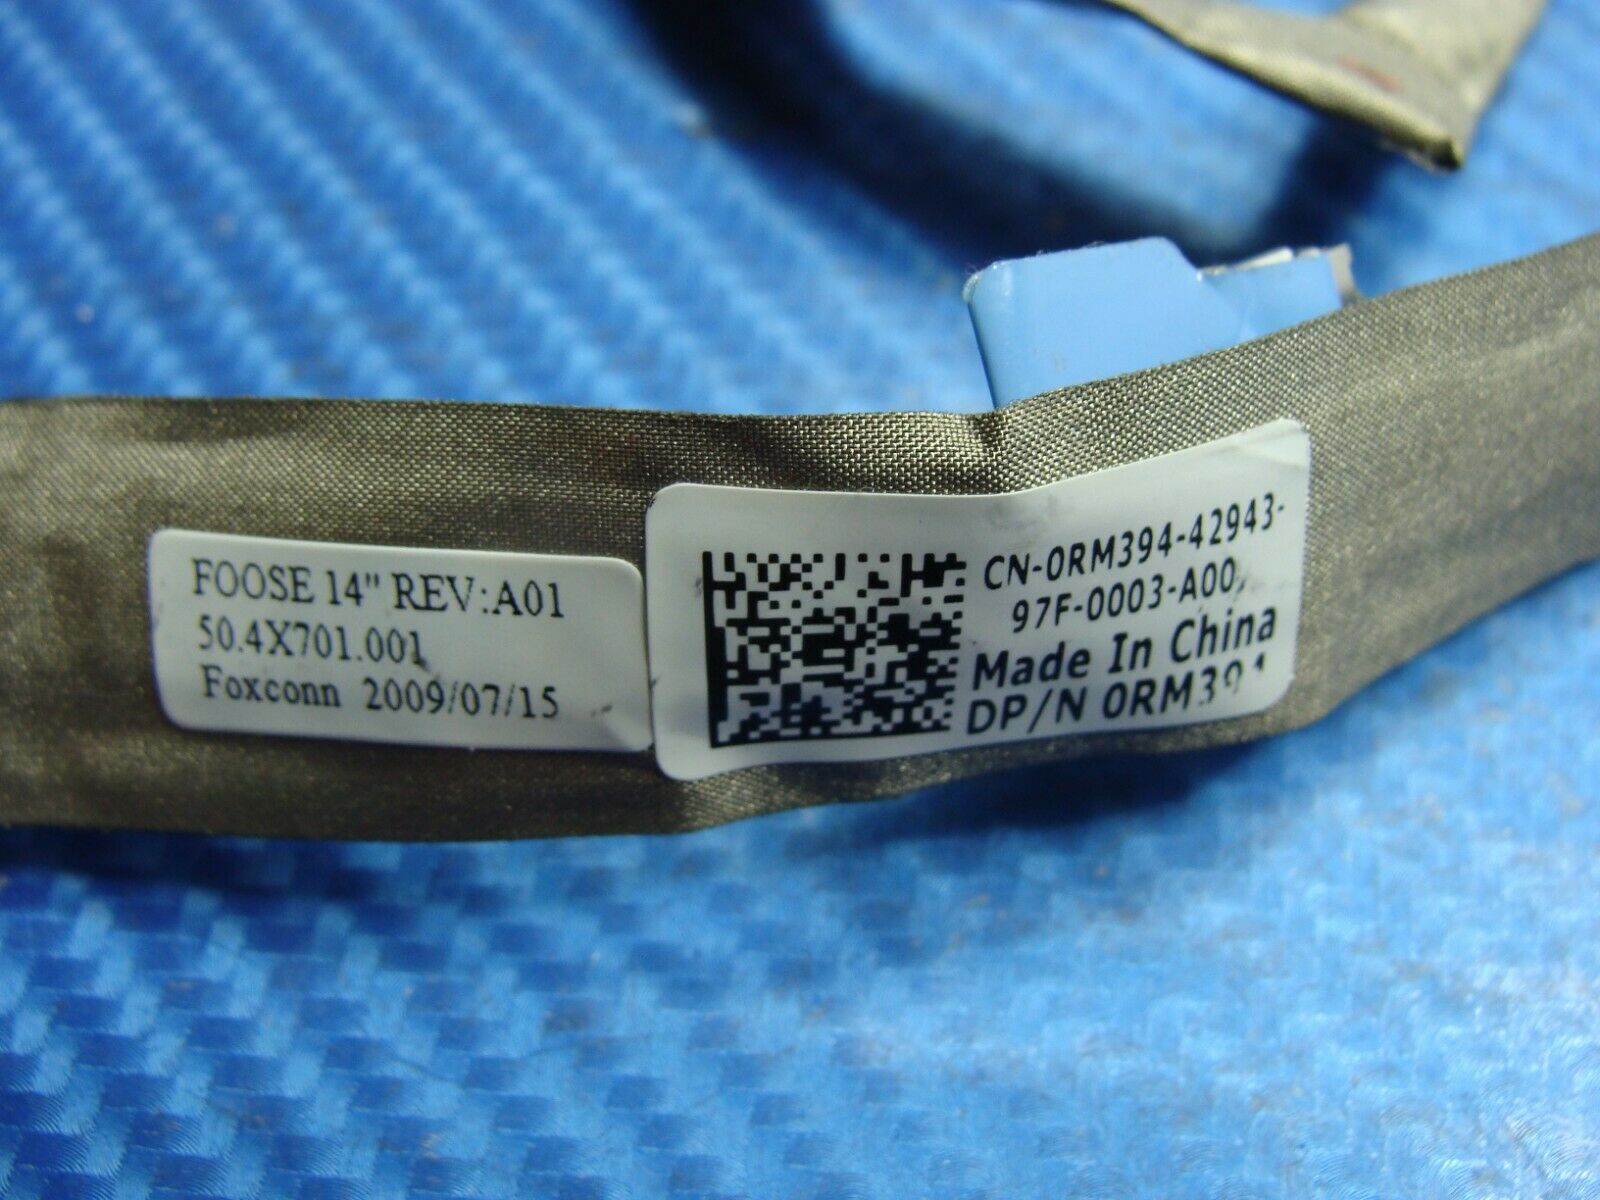 FOOSE 14" REV:A01
50.4X701.001
Foxconn 2009/07/15
CN-0RM394-42943-
97F-0003-A00
Made In China
DP/N